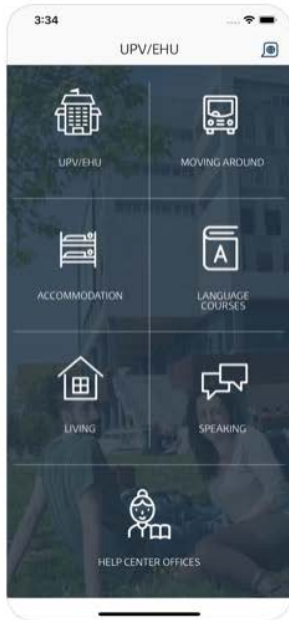 3:34
UPV/EHU
UPV/EHU
MOVING AROUND
ACCOMMODATION
LANGUAGE
COURSES
A
LIVING
SPEAKING
HELP CENTER OFFICES